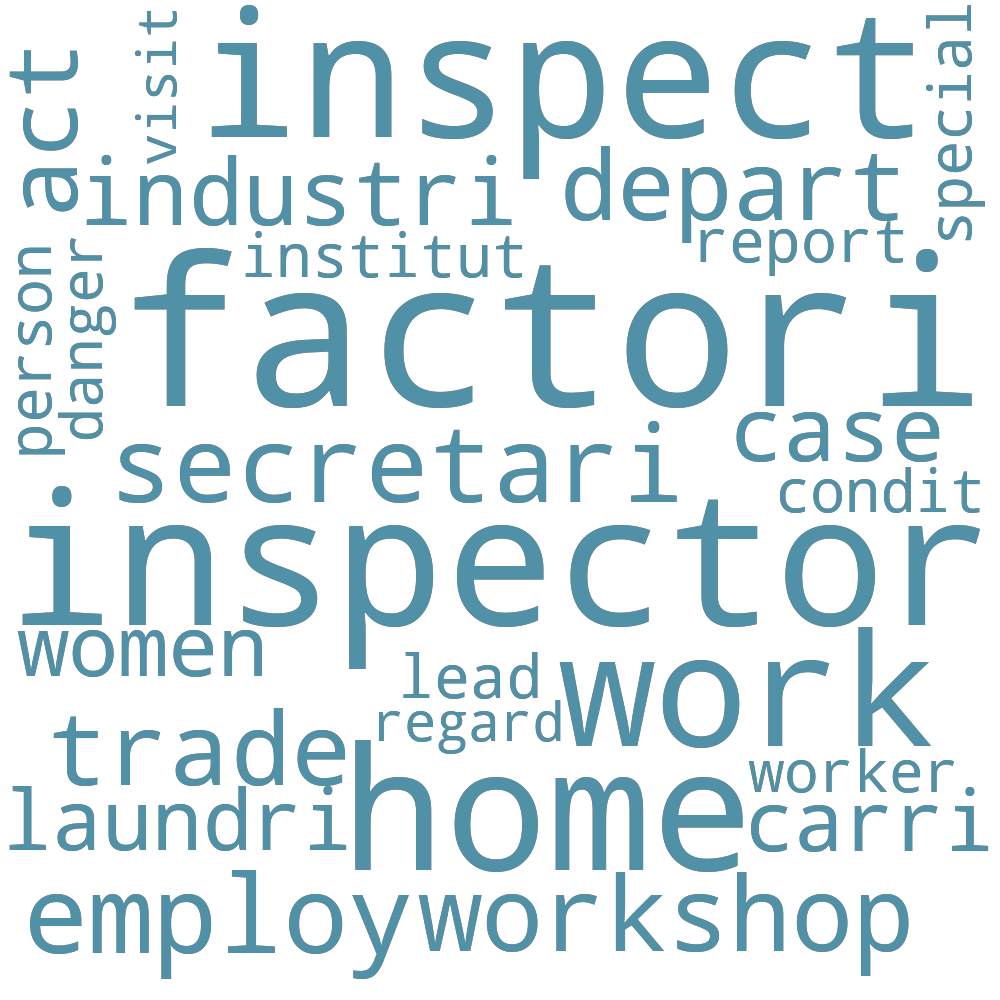 inspect
visit
special
act
industri
depart
institut
report
person
danger
factori
secretari
case
condit
inspector
women
lead
work
regard
trade
home
worker
laundri
carri
employ
workshop